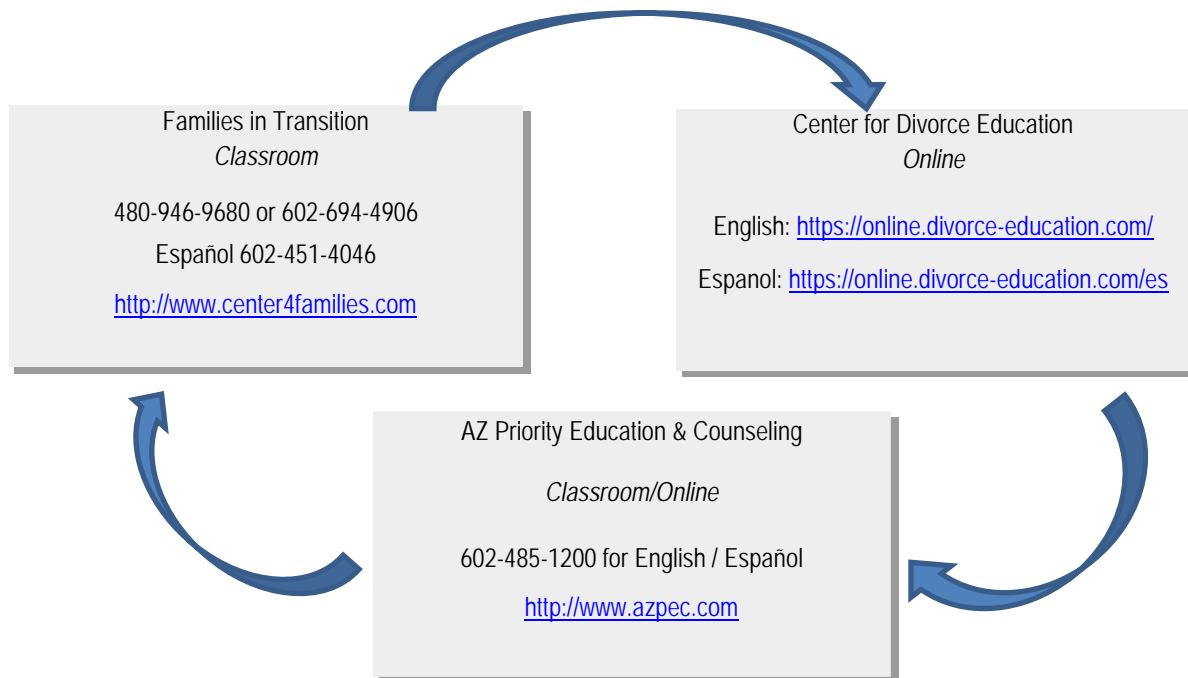 Families in Transition
Classroom
480-946-9680 or 602-694-4906
Español 602-451-4046
http://www.center4families.com
Center for Divorce Education
Online
English: https://online.divorce-education.com/
Espanol: https://online.divorce-education.com/es
AZ Priority Education & Counseling
Classroom/Online
602-485-1200 for English / Español
http://www.azpec.com